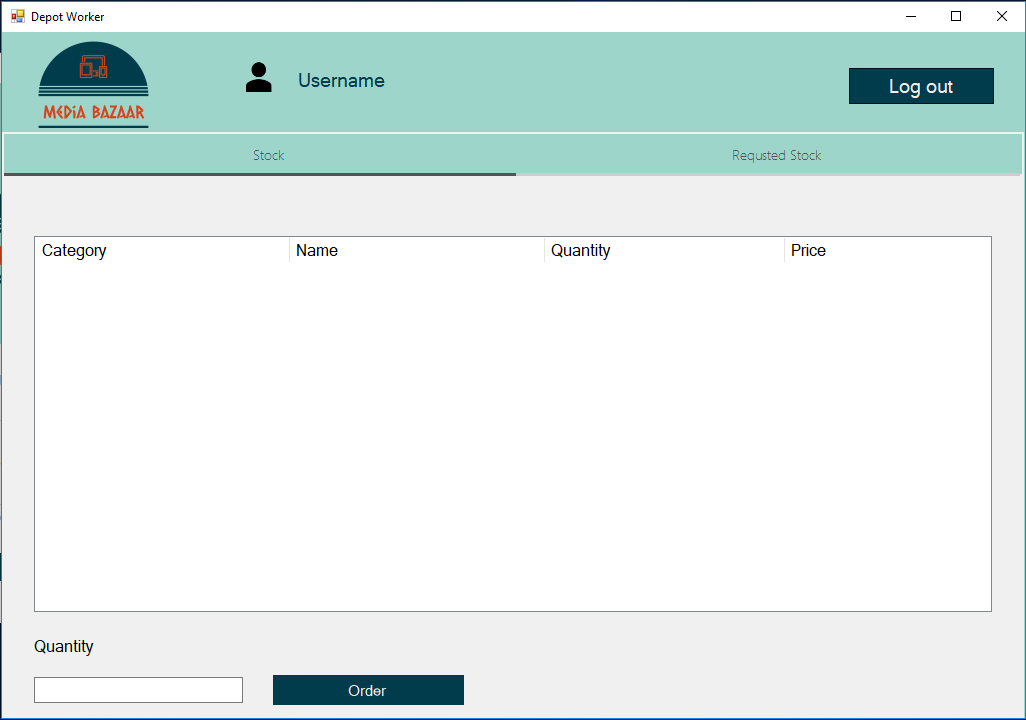 Depot Worker
MEDiA BAZAAR
Username
Log out
Stock
Requsted Stock
Category
Name
Quantity
Price
Quantity
Order